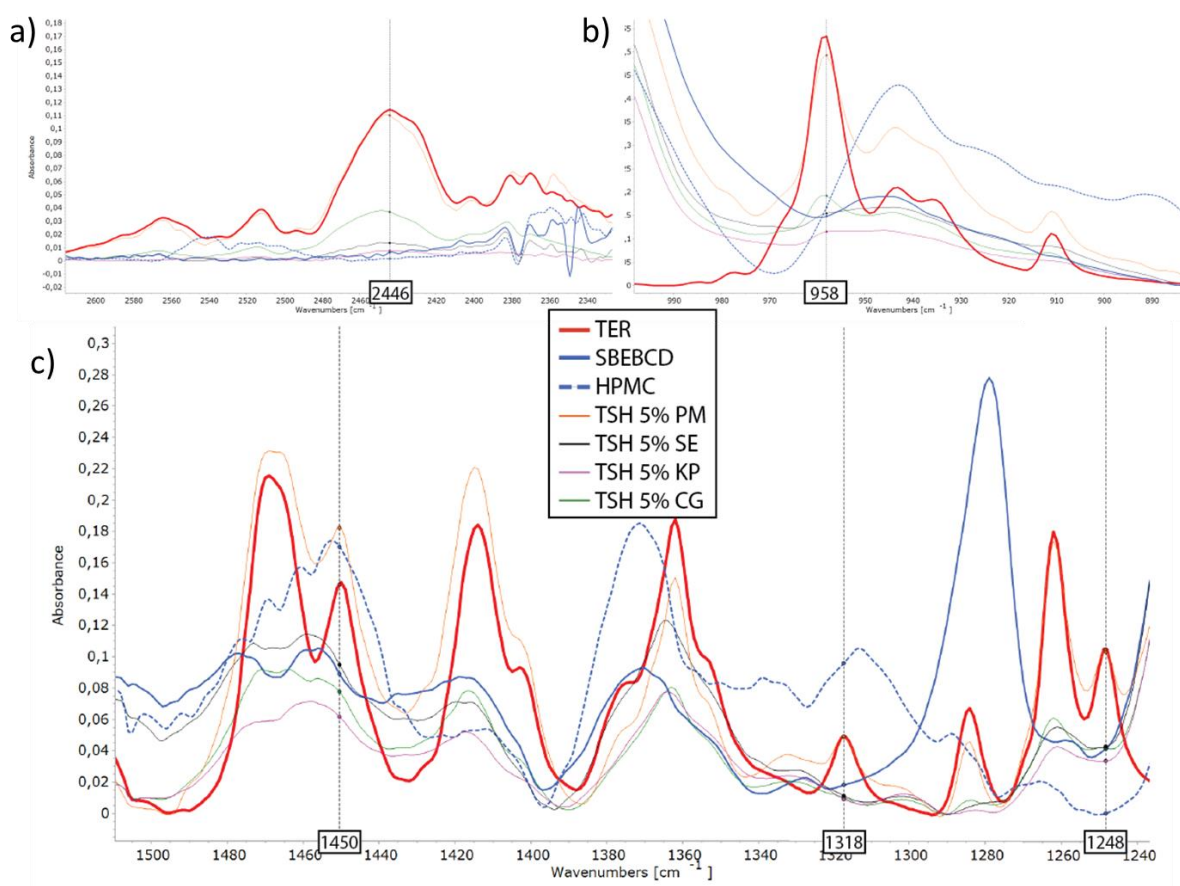 a)
0,18
0,17
0,16
0,15
0,14
0,13
0,12
0,11
0,1
0,09
0,08
0,07
0,06
0,05
0,04
0,03
0,02
0,01
0
-0,01
-0,02
Absorbance
2600 2560 2500 2480 2460 2420 2380 2360 2340
2446
Wavenumbers [cm -1 ]
b)
990 980 970 950 940 930 920 910 900 890
958
Wavenumbers [cm -1 ]
TER
SBEBCD
HPMC
TSH 5% PM
TSH 5% SE
TSH 5% KP
TSH 5% CG
c)
0,3
0,28
0,26
0,24
0,22
0,2
0,18
0,16
0,14
0,12
0,1
0,08
0,06
0,04
0,02
0
Absorbance
1450 1318 1248
1500 1480 1460 1440 1420 1400 1380 1360 1340 1320 1300 1280 1260 1240
Wavenumbers [cm -1 ]